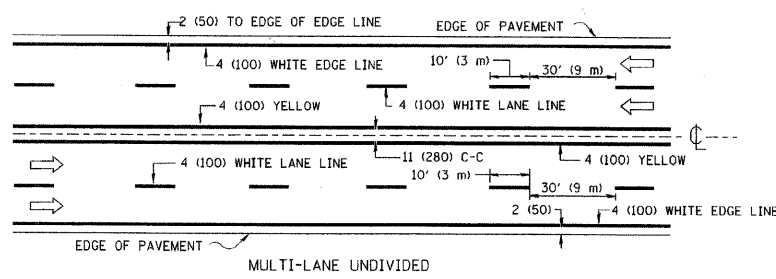 2 (50) TO EDGE OF EDGE LINE
EDGE OF PAVEMENT
4 (100) WHITE EDGE LINE
10' (3 m)
30' (9 m)
4 (100) YELLOW
4 (100) WHITE LANE LINE
CL
4 (100) WHITE LANE LINE
11 (280) C-C
4 (100) YELLOW
10' (3 m)
30' (9 m)
2 (50)
4 (100) WHITE EDGE LINE
EDGE OF PAVEMENT
MULTI-LANE UNDIVIDED